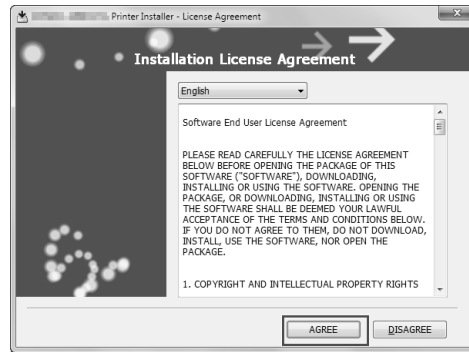 Printer Installer - License Agreement
Installation License Agreement
English
Software End User License Agreement
PLEASE READ CAREFULLY THE LICENSE AGREEMENT
BELOW BEFORE OPENING THE PACKAGE OF THIS
SOFTWARE ("SOFTWARE"), DOWNLOADING,
INSTALLING OR USING THE SOFTWARE. OPENING THE
PACKAGE, OR DOWNLOADING, INSTALLING OR USING
THE SOFTWARE SHALL BE DEEMED YOUR LAWFUL
ACCEPTANCE OF THE TERMS AND CONDITIONS BELOW.
IF YOU DO NOT AGREE TO THEM, DO NOT DOWNLOAD,
INSTALL, USE THE SOFTWARE, NOR OPEN THE
PACKAGE.
1. COPYRIGHT AND INTELLECTUAL PROPERTY RIGHTS
AGREE
DISAGREE